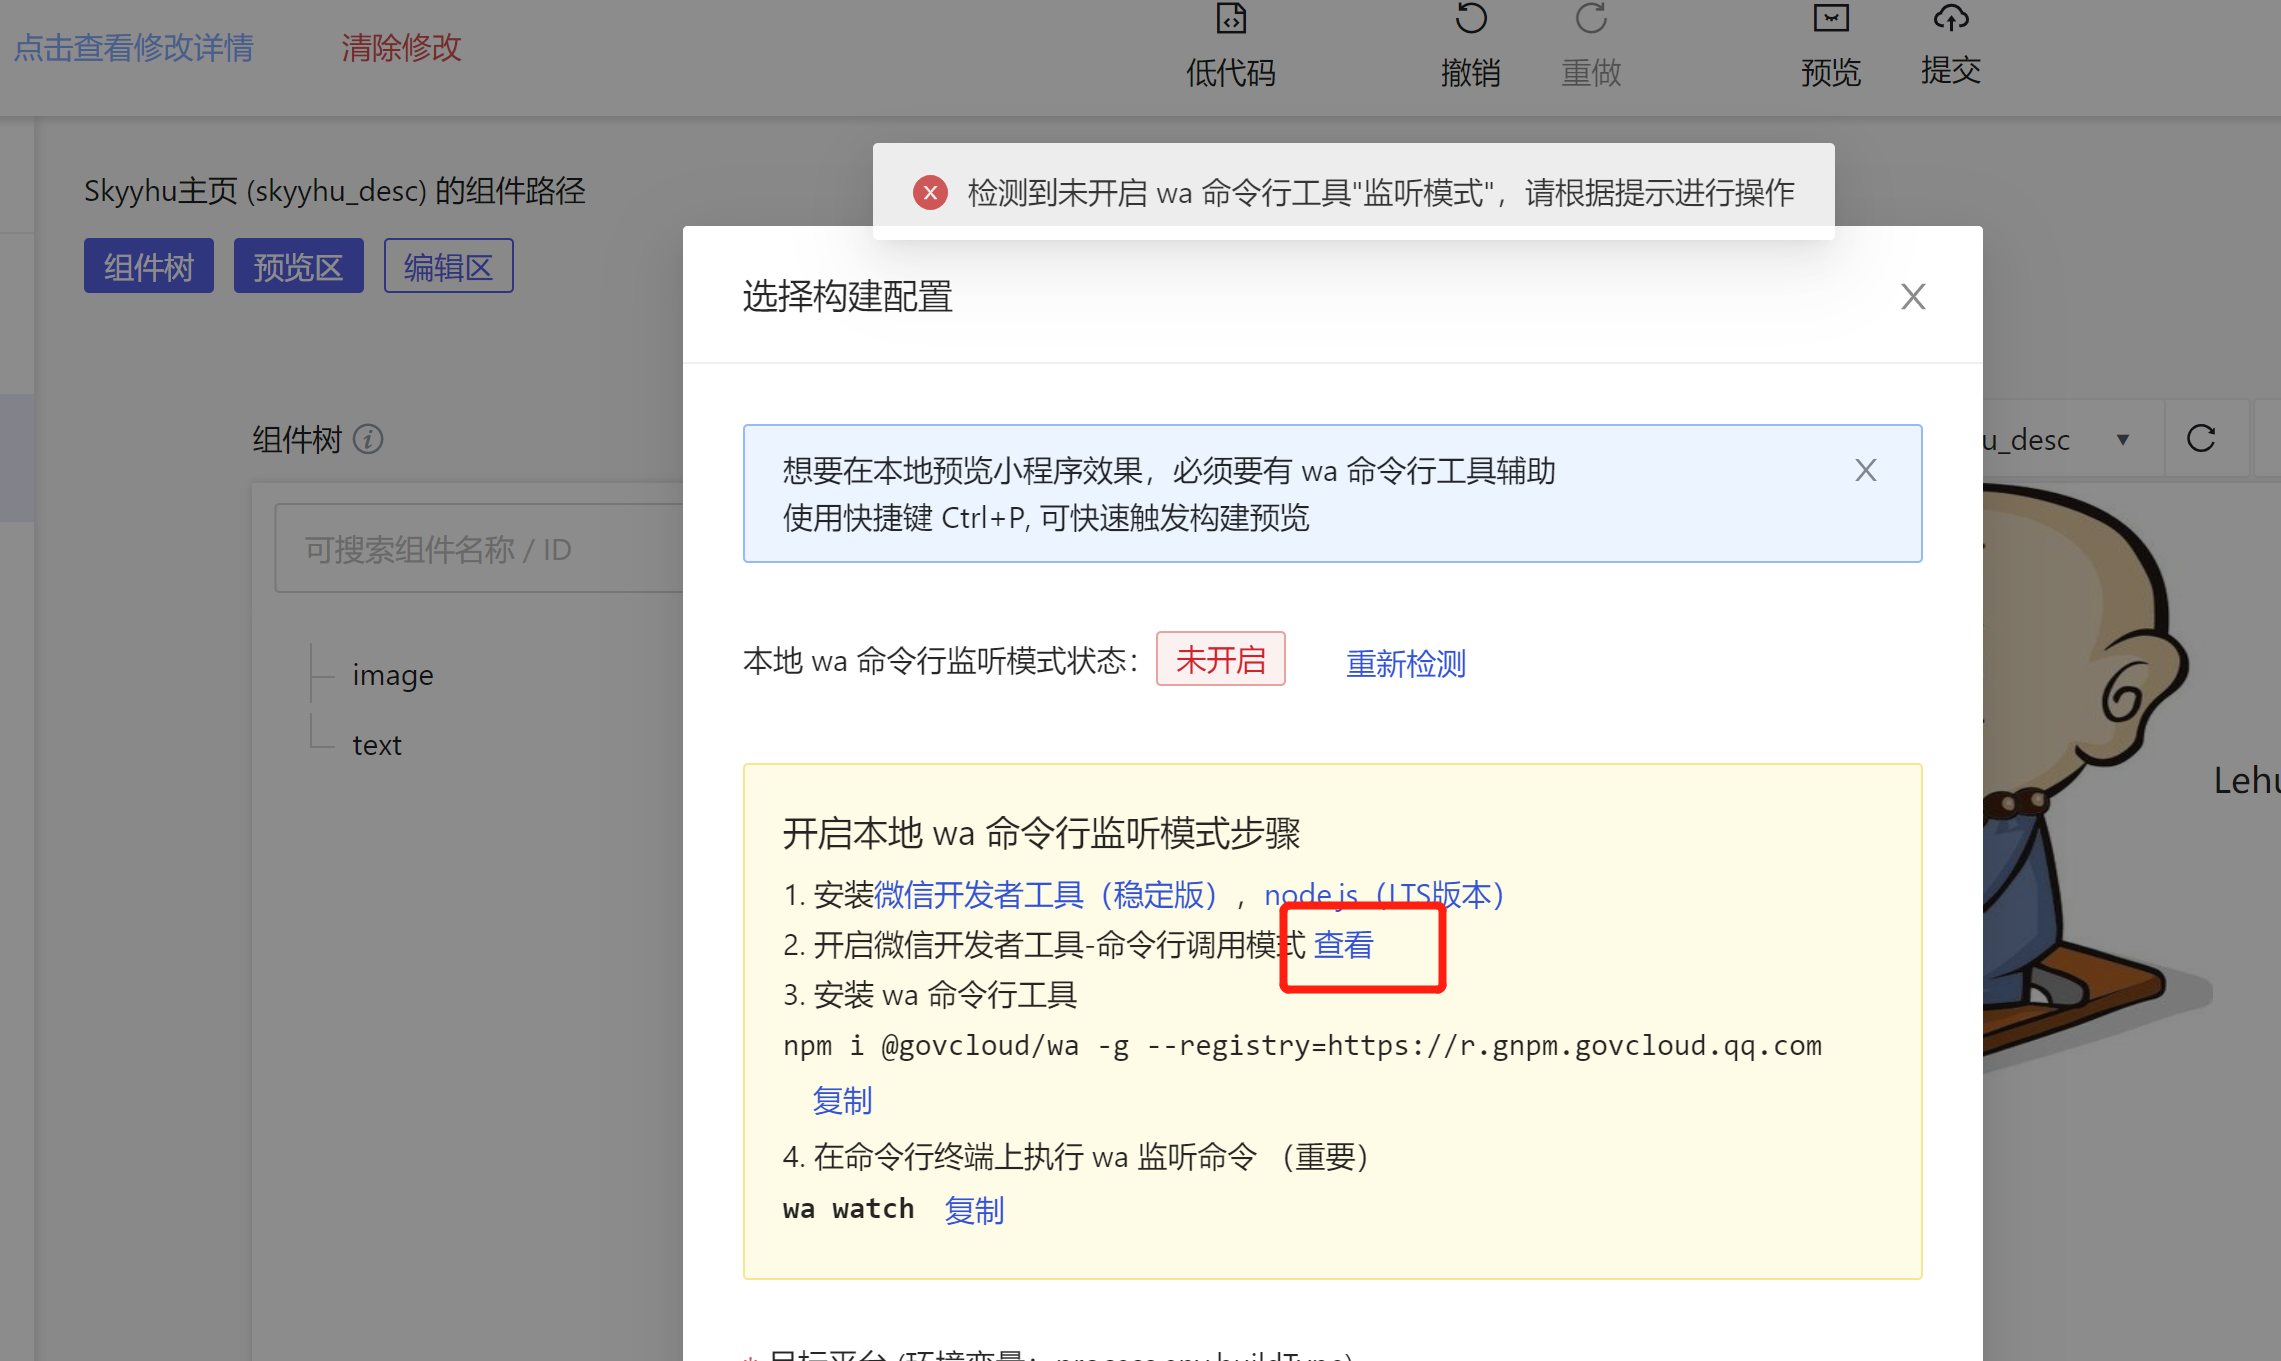 点击查看修改详情
清除修改
低代码
撤销
重做
预览
提交
检测到未开启 wa 命令行工具"监听模式"，请根据提示进行操作
Skyyhu主页 (skyyhu_desc) 的组件路径
组件树
预览区
编辑区
选择构建配置
组件树
想要在本地预览小程序效果，必须要有 wa 命令行工具辅助
使用快捷键 Ctrl+P, 可快速触发构建预览
u_desc
可搜索组件名称 / ID
image
text
本地 wa 命令行监听模式状态：
未开启
重新检测
Lehu
开启本地 wa 命令行监听模式步骤
1. 安装微信开发者工具（稳定版），node.js（LTS版本）
2. 开启微信开发者工具-命令行调用模式 查看
3. 安装 wa 命令行工具
npm i @govcloud/wa -g --registry=https://r.gnpm.govcloud.qq.com
复制
4. 在命令行终端上执行 wa 监听命令 （重要）
wa watch 复制
* 目标平台 (环境变量：process.env.buildType)